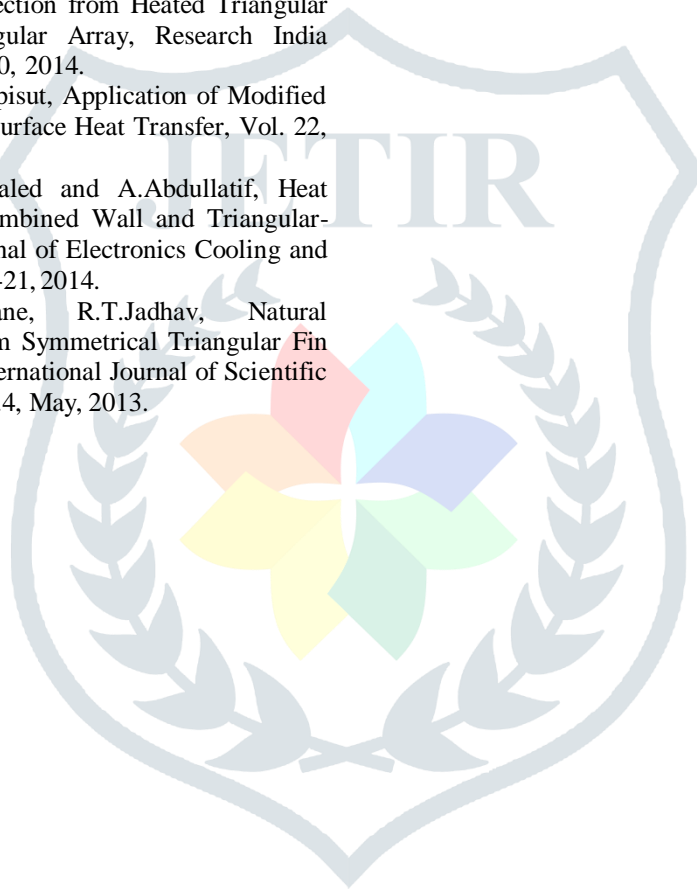 ection from Heated Triangular
gular Array, Research India
0, 2014.
pisut, Application of Modified
urface Heat Transfer, Vol. 22,
aled and A.Abdullatif, Heat
mbined Wall and Triangular-
nal of Electronics Cooling and
-21, 2014.
ane, R.T.Jadhav, Natural
m Symmetrical Triangular Fin
ernational Journal of Scientific
.4, May, 2013.
JETIR